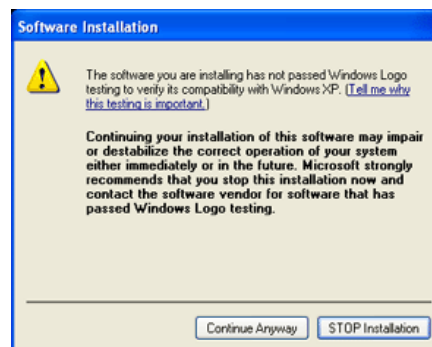 Software Installation
The software you are installing has not passed Windows Logo
testing to verify its compatibility with Windows XP. (Tell me why
this testing is important.)
Continuing your installation of this software may impair
or destabilize the correct operation of your system
either immediately or in the future. Microsoft strongly
recommends that you stop this installation now and
contact the software vendor for software that has
passed Windows Logo testing.
Continue Anyway STOP Installation